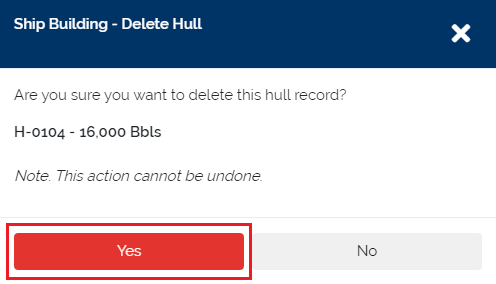 Ship Building - Delete Hull
Are you sure you want to delete this hull record?
H-0104 - 16,000 Bbls
Note. This action cannot be undone.
Yes
No